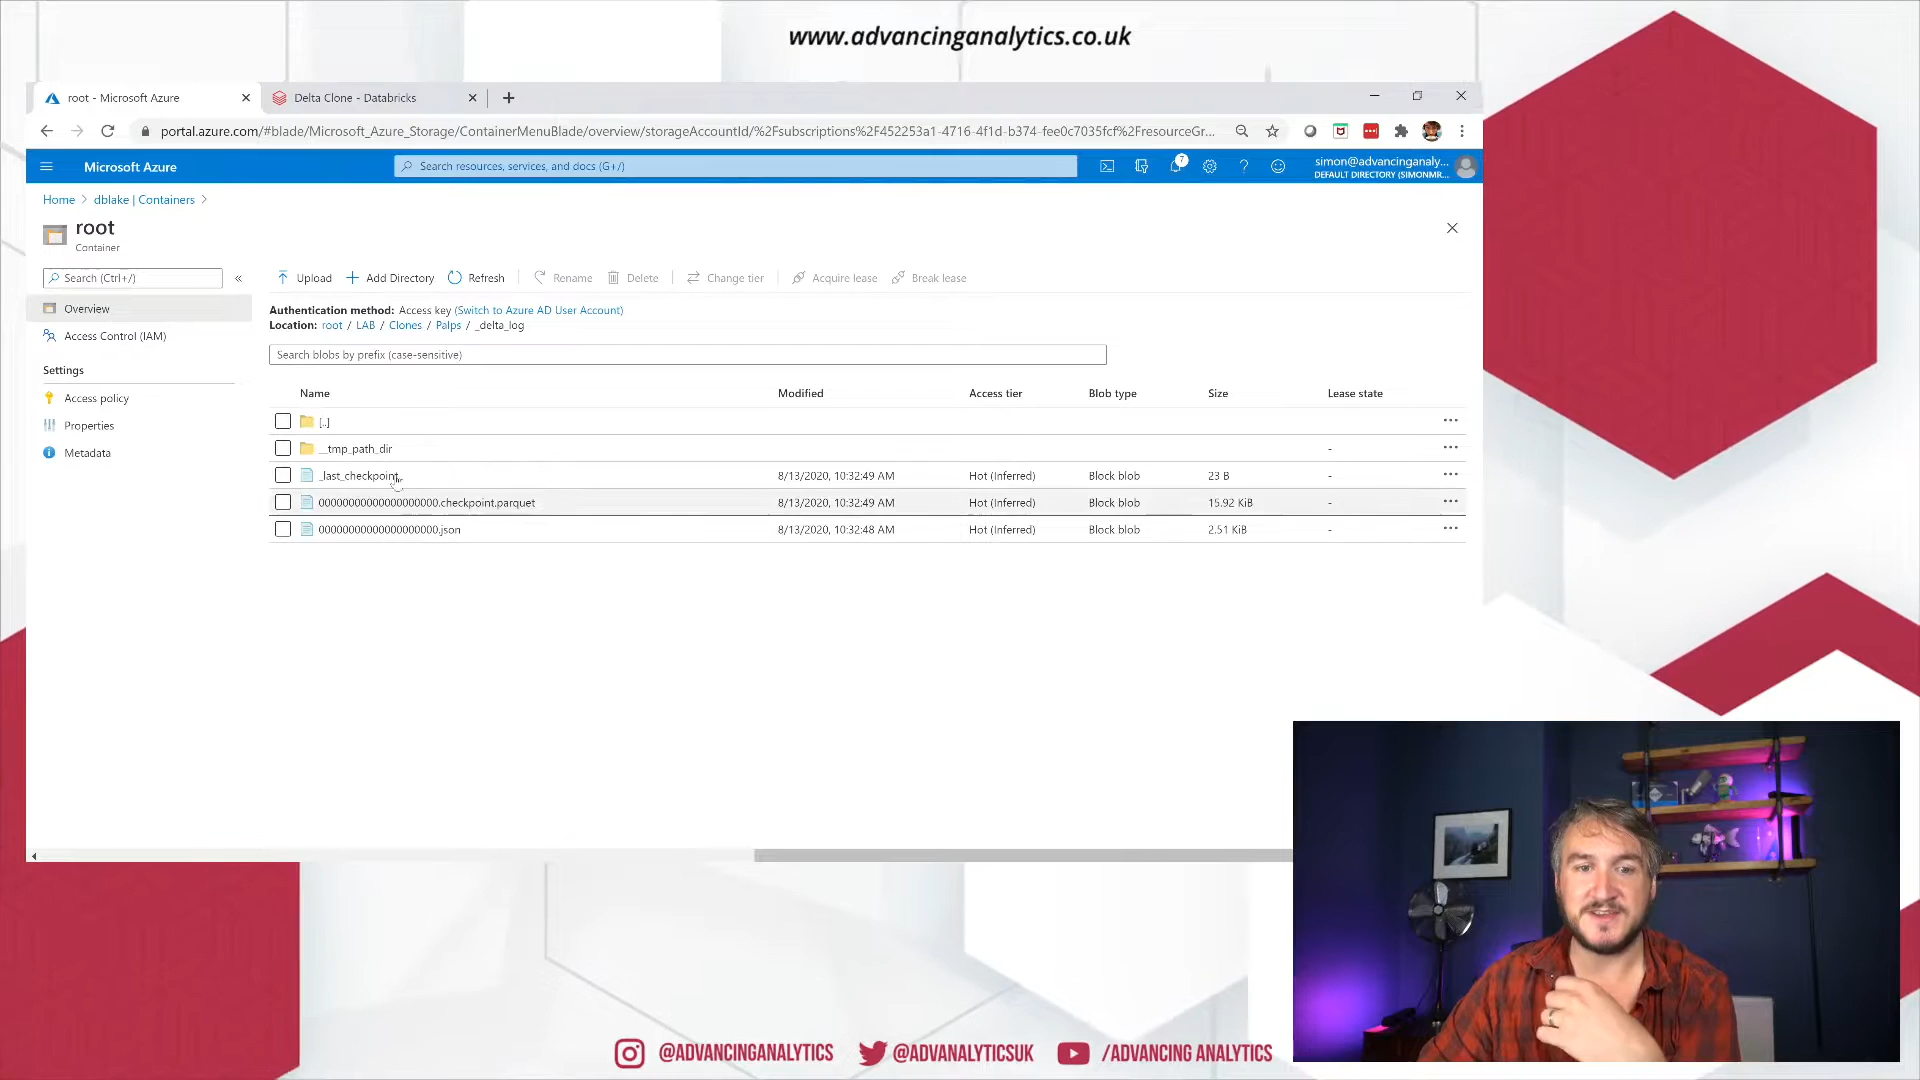 www.advancinganalytics.co.uk
root - Microsoft Azure
Delta Clone - Databricks
portal.azure.com/#blade/Microsoft_Azure_Storage/ContainerMenuBlade/overview/storageAccountId/%2Fsubscriptions%2F452253a1-4716-4f1d-b374-fee0c7035fcf%2FresourceGr...
Microsoft Azure
Search resources, services, and docs (G+/)
7
simon@advancinganaly...
DEFAULT DIRECTORY (SIMONMR...
Home > dblake | Containers >
root
Container
Search (Ctrl+/)
«
Upload
Add Directory
Refresh
Rename
Delete
Change tier
Acquire lease
Break lease
Overview
Access Control (IAM)
Settings
Access policy
Properties
Metadata
Authentication method: Access key (Switch to Azure AD User Account)
Location: root / LAB / Clones / Palps / _delta_log
Search blobs by prefix (case-sensitive)
Name Modified Access tier Blob type Size Lease state
[..] ...
__tmp_path_dir - ...
_last_checkpoint 8/13/2020, 10:32:49 AM Hot (Inferred) Block blob 23 B - ...
00000000000000000000.checkpoint.parquet 8/13/2020, 10:32:49 AM Hot (Inferred) Block blob 15.92 KiB - ...
00000000000000000000.json 8/13/2020, 10:32:48 AM Hot (Inferred) Block blob 2.51 KiB - ...
@ADVANCINGANALYTICS
@ADVANALYTICSUK
/ADVANCING ANALYTICS